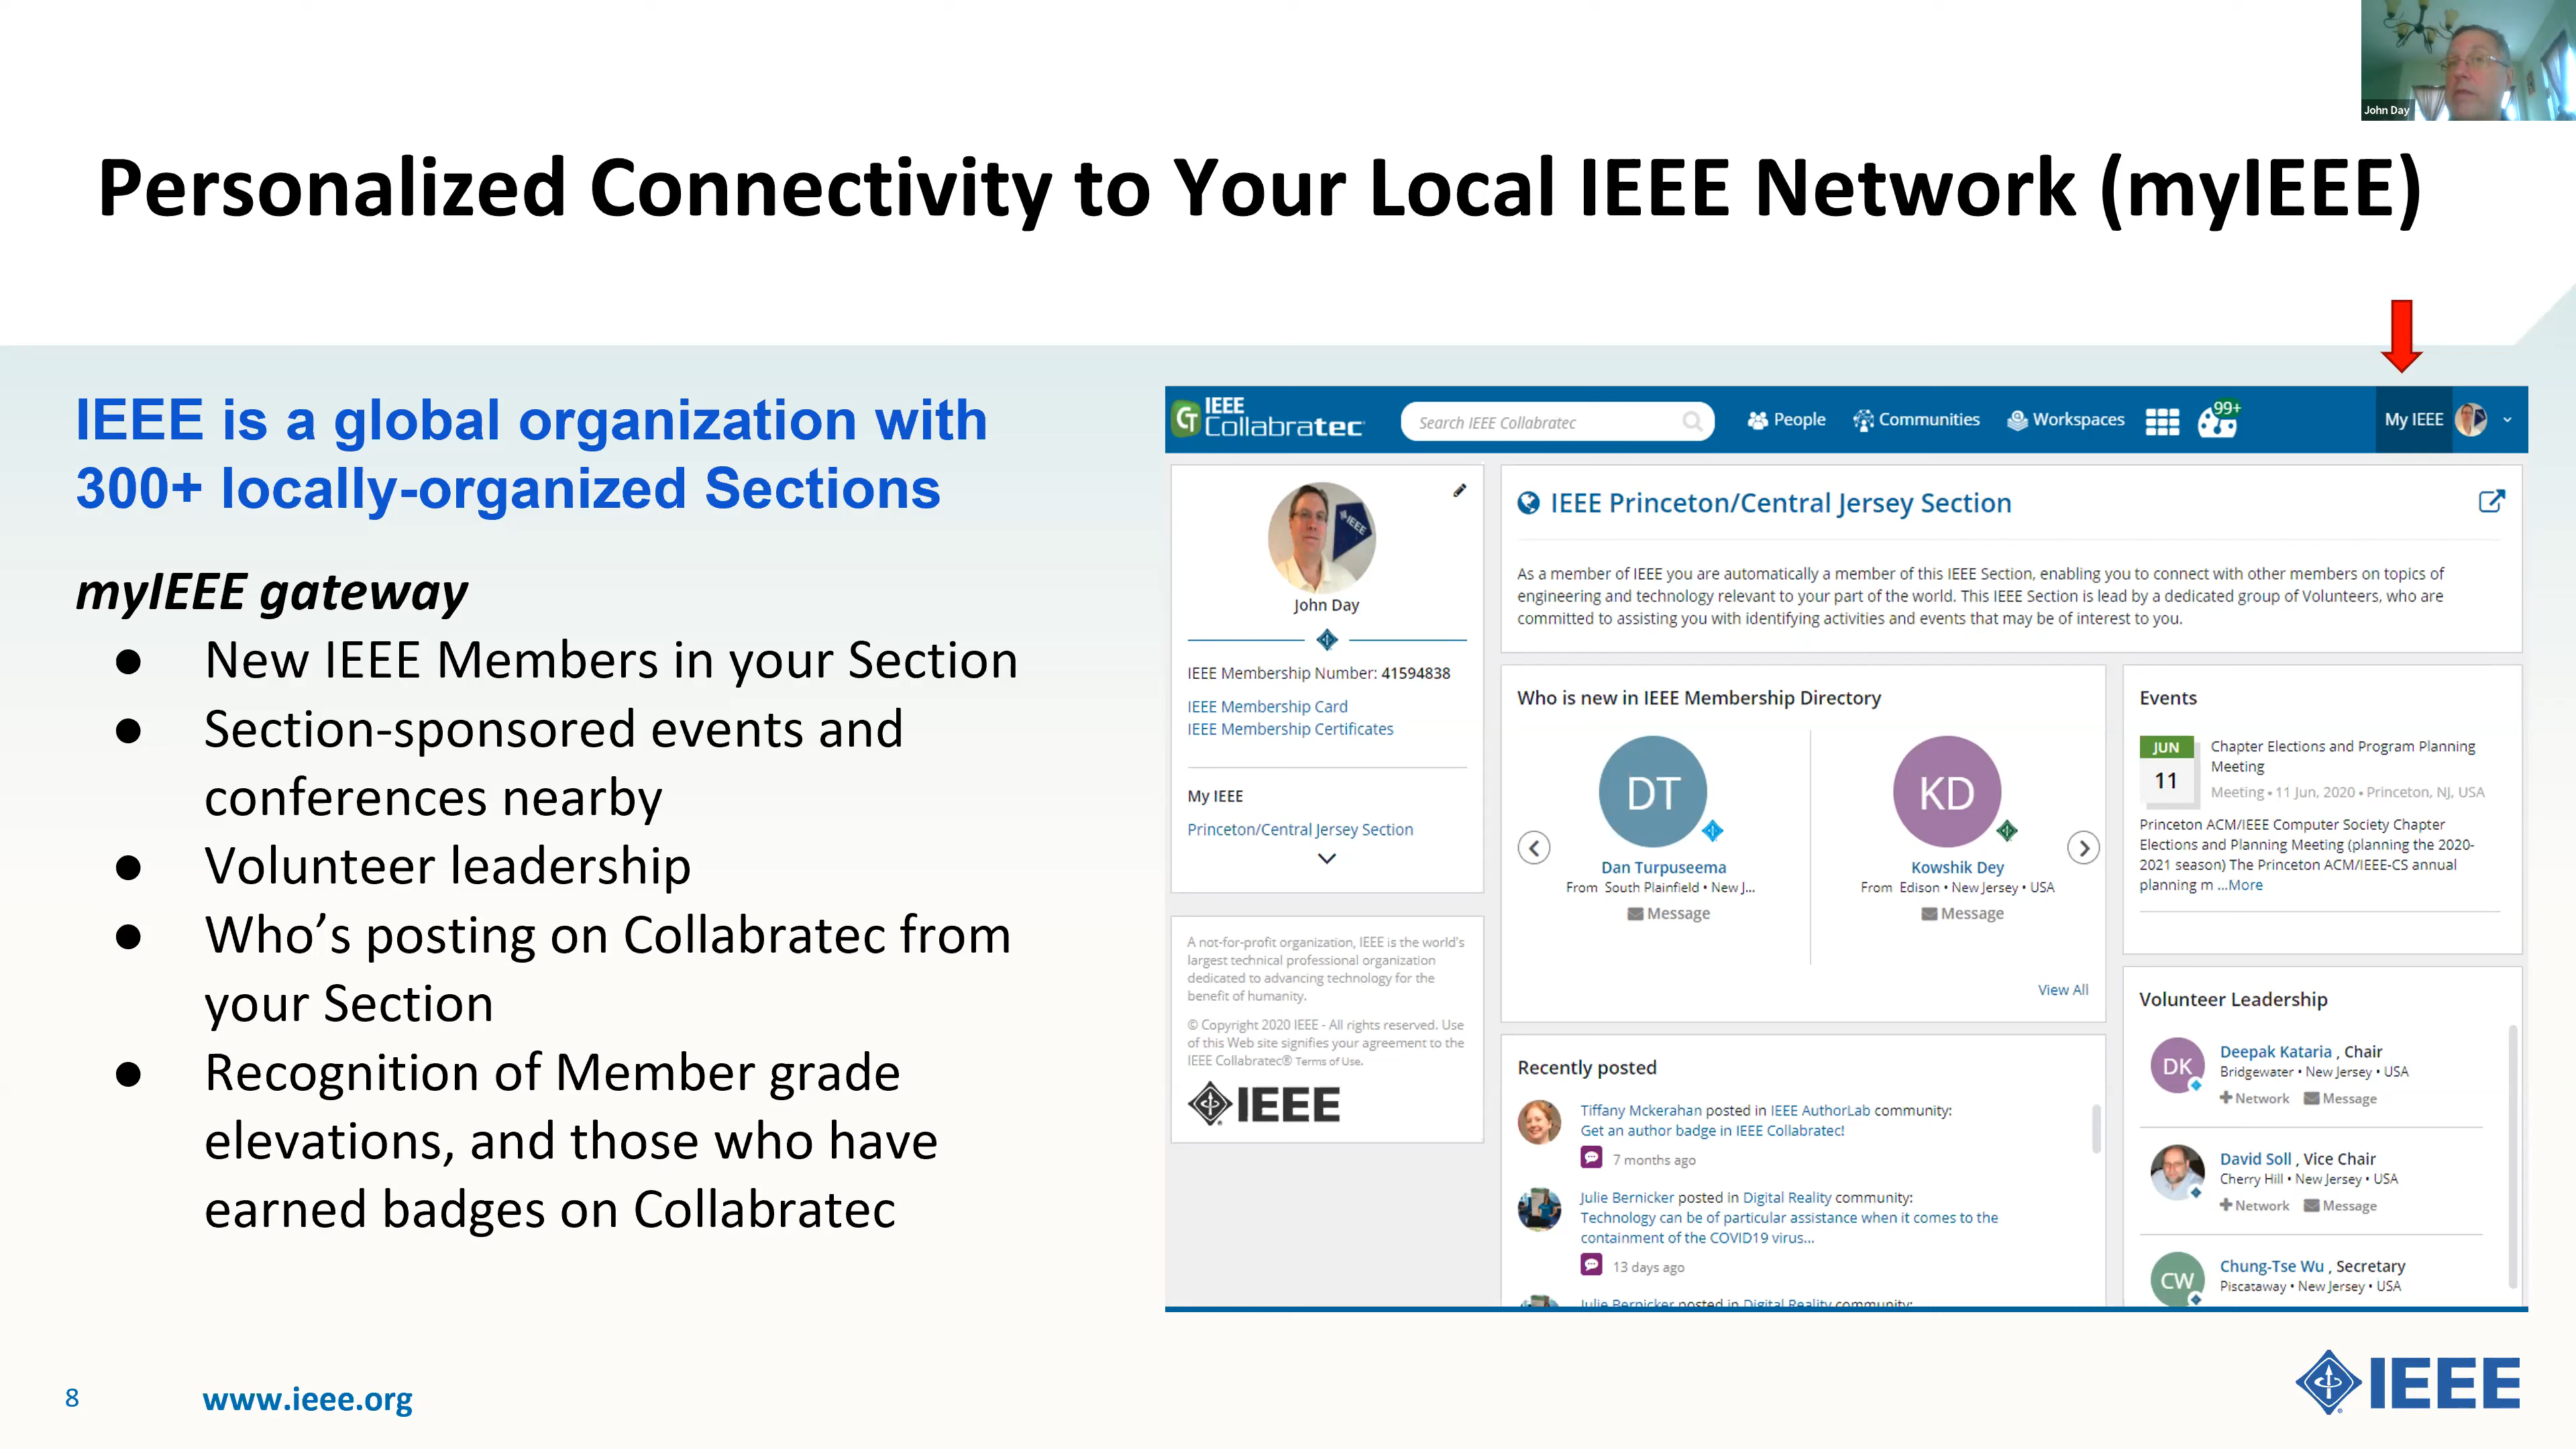 John Day
Personalized Connectivity to Your Local IEEE Network (myIEEE)
IEEE is a global organization with
300+ locally-organized Sections
myIEEE gateway
● New IEEE Members in your Section
● Section-sponsored events and
conferences nearby
● Volunteer leadership
● Who’s posting on Collabratec from
your Section
● Recognition of Member grade
elevations, and those who have
earned badges on Collabratec
IEEE
Collabratec
Search IEEE Collabratec
People
Communities
Workspaces
99+
My IEEE
IEEE
John Day
IEEE Membership Number: 41594838
IEEE Membership Card
IEEE Membership Certificates
My IEEE
Princeton/Central Jersey Section
A not-for-profit organization, IEEE is the world's
largest technical professional organization
dedicated to advancing technology for the
benefit of humanity.
© Copyright 2020 IEEE - All rights reserved. Use
of this Web site signifies your agreement to the
IEEE Collabratec® Terms of Use.
IEEE
IEEE Princeton/Central Jersey Section
As a member of IEEE you are automatically a member of this IEEE Section, enabling you to connect with other members on topics of
engineering and technology relevant to your part of the world. This IEEE Section is lead by a dedicated group of Volunteers, who are
committed to assisting you with identifying activities and events that may be of interest to you.
Who is new in IEEE Membership Directory
DT
Dan Turpuseema
From South Plainfield • New J...
Message
KD
Kowshik Dey
From Edison • New Jersey • USA
Message
View All
Recently posted
Tiffany Mckerahan posted in IEEE AuthorLab community:
Get an author badge in IEEE Collabratec!
7 months ago
Julie Bernicker posted in Digital Reality community:
Technology can be of particular assistance when it comes to the
containment of the COVID19 virus...
13 days ago
Julie Bernicker posted in Digital Reality community:
Events
JUN
11
Chapter Elections and Program Planning
Meeting
Meeting • 11 Jun, 2020 • Princeton, NJ, USA
Princeton ACM/IEEE Computer Society Chapter
Elections and Planning Meeting (planning the 2020-
2021 season) The Princeton ACM/IEEE-CS annual
planning m ...More
Volunteer Leadership
DK
Deepak Kataria , Chair
Bridgewater • New Jersey • USA
Network Message
David Soll , Vice Chair
Cherry Hill • New Jersey • USA
Network Message
CW
Chung-Tse Wu , Secretary
Piscataway • New Jersey • USA
8
www.ieee.org
IEEE